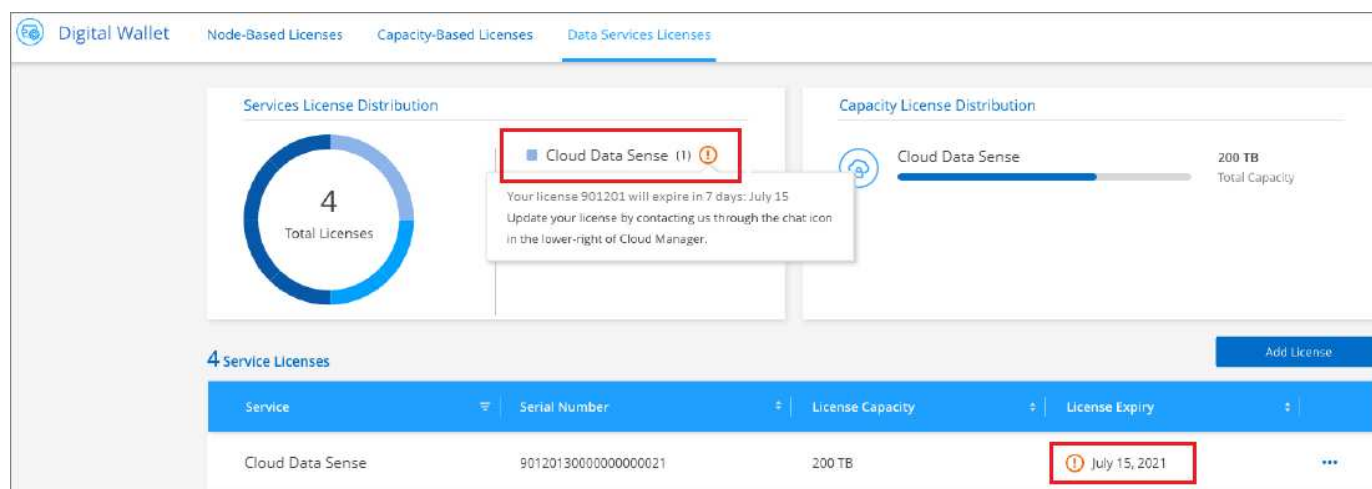 Digital Wallet
Node-Based Licenses
Capacity-Based Licenses
Data Services Licenses
Services License Distribution
4
Total Licenses
Cloud Data Sense (1)
Your license 901201 will expire in 7 days: July 15
Update your license by contacting us through the chat icon
in the lower-right of Cloud Manager.
Capacity License Distribution
Cloud Data Sense
200 TB
Total Capacity
4 Service Licenses
Add License
Service
Serial Number
License Capacity
License Expiry
Cloud Data Sense
90120130000000000021
200 TB
July 15, 2021